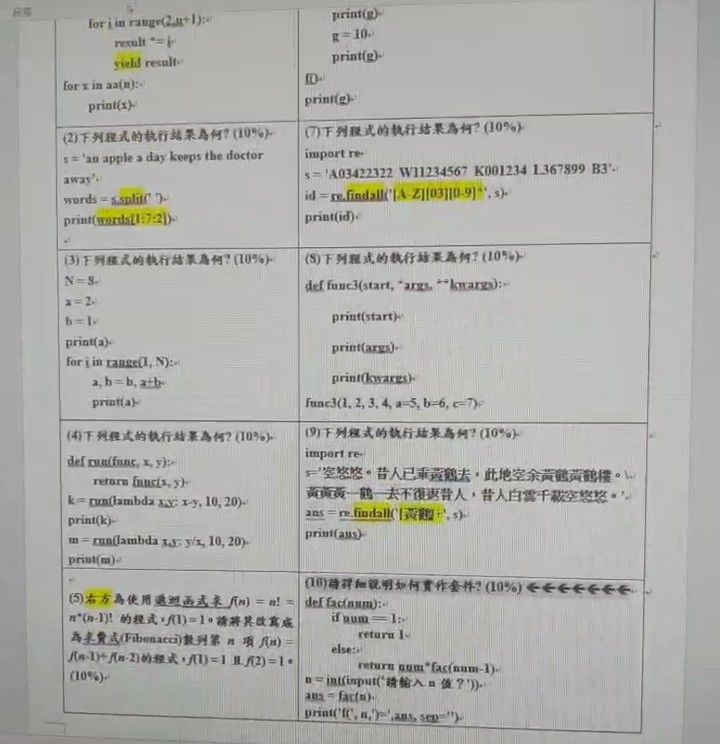 for i in range(2,n+1):
result *= i
yield result
for x in aa(n):
print(x)
print(g)
g = 10
print(g)
f()
print(g)
(2)下列程式的執行結果為何? (10%)
s = 'an apple a day keeps the doctor
away'
words = s.split(' ')
print(words[1:7:2])
(7)下列程式的執行結果為何? (10%)
import re
s = 'A03422322 W11234567 K001234 L367899 B3'
id = re.findall('[A-Z][03][0-9]*', s)
print(id)
(3)下列程式的執行結果為何? (10%)
N = 8
a = 2
b = 1
print(a)
for i in range(1, N):
a, b = b, a+b
print(a)
(8)下列程式的執行結果為何? (10%)
def func3(start, *args, **kwargs):
print(start)
print(args)
print(kwargs)
func3(1, 2, 3, 4, a=5, b=6, c=7)
(4)下列程式的執行結果為何? (10%)
def run(func, x, y):
return func(x, y)
k = run(lambda x,y: x-y, 10, 20)
print(k)
m = run(lambda x,y: y/x, 10, 20)
print(m)
(9)下列程式的執行結果為何? (10%)
import re
s='空悠悠。昔人已乘黃鶴去，此地空余黃鶴黃鶴樓。\
黃黃黃一鶴一去不復返昔人，昔人白雲千載空悠悠。'
ans = re.findall('[黃鶴]+', s)
print(ans)
(5)右方為使用遞迴函式求 f(n) = n! =
n*(n-1)! 的程式，f(1) = 1。請將其改寫成
為求費式(Fibonacci)數列第 n 項 f(n) =
f(n-1)+f(n-2)的程式，f(1) = 1 且 f(2) = 1。
(10%)
(10)請詳細說明如何實作套件? (10%) ←←←←←←←
def fac(num):
if num == 1:
return 1
else:
return num*fac(num-1)
n = int(input('請輸入 n 值？'))
ans = fac(n)
print('f(', n,')=',ans, sep='')